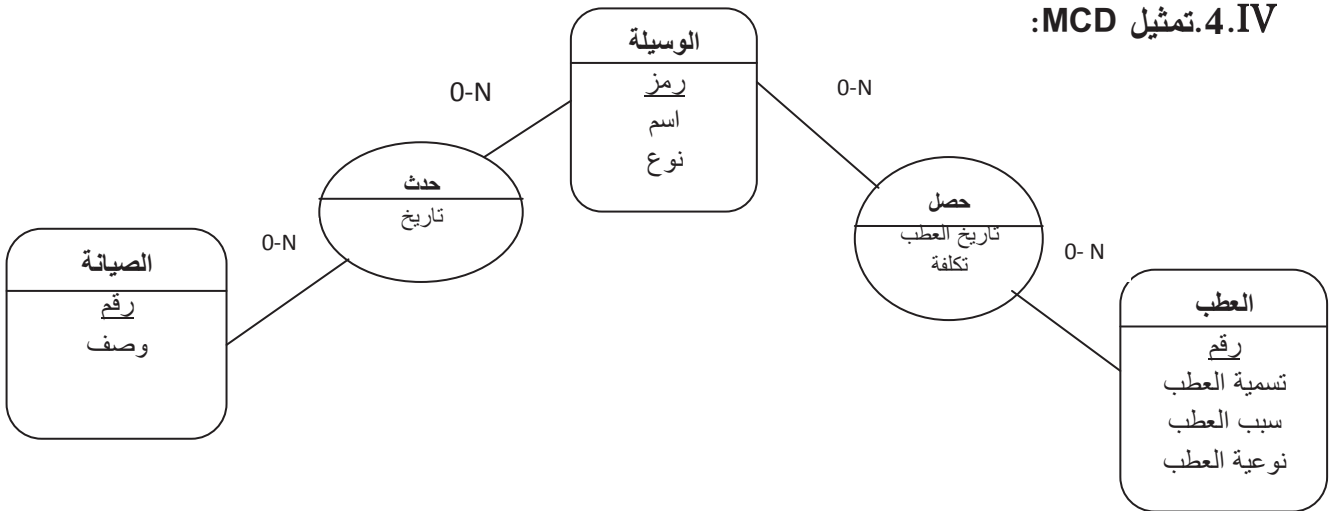 4.IV.تمثيل MCD:
الوسيلة
رمز
اسم
نوع
0-N
0-N
حدث
تاريخ
حصل
تاريخ العطب
تكلفة
0-N
0- N
الصيانة
رقم
وصف
العطب
رقم
تسمية العطب
سبب العطب
نوعية العطب